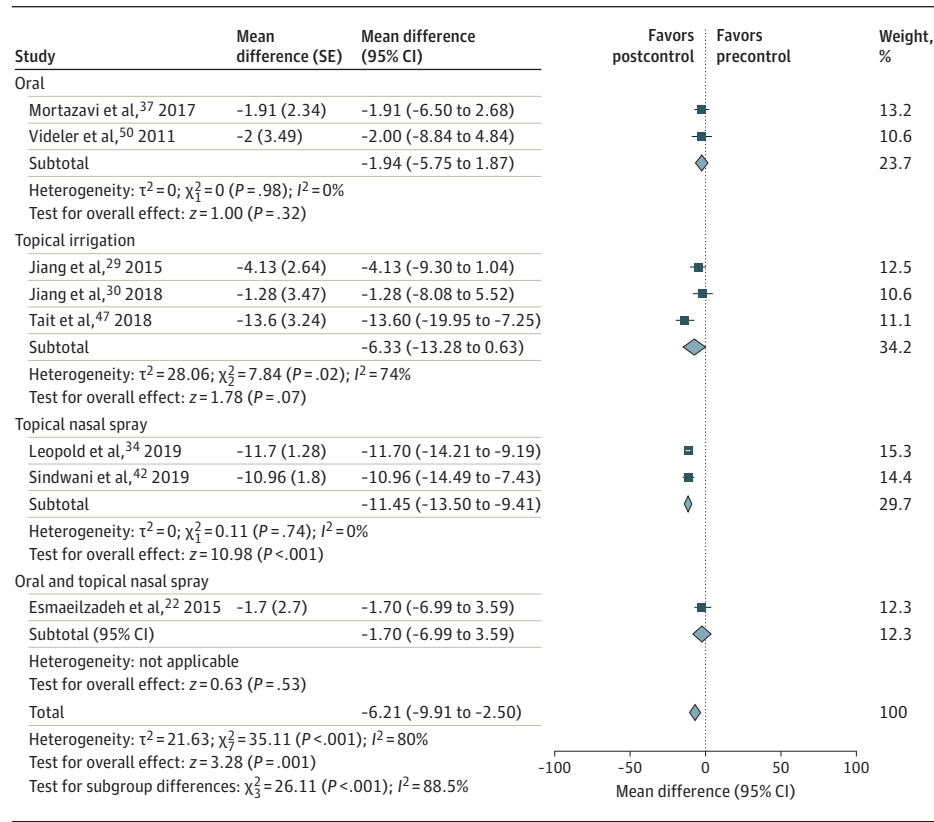 Study Mean difference (SE) Mean difference (95% CI) Favors postcontrol Favors precontrol Weight, %
Oral
Mortazavi et al,37 2017 -1.91 (2.34) -1.91 (-6.50 to 2.68) 13.2
Videler et al,50 2011 -2 (3.49) -2.00 (-8.84 to 4.84) 10.6
Subtotal -1.94 (-5.75 to 1.87) 23.7
Heterogeneity: τ2=0; χ21=0 (P=.98); I2=0%
Test for overall effect: z=1.00 (P=.32)
Topical irrigation
Jiang et al,29 2015 -4.13 (2.64) -4.13 (-9.30 to 1.04) 12.5
Jiang et al,30 2018 -1.28 (3.47) -1.28 (-8.08 to 5.52) 10.6
Tait et al,47 2018 -13.6 (3.24) -13.60 (-19.95 to -7.25) 11.1
Subtotal -6.33 (-13.28 to 0.63) 34.2
Heterogeneity: τ2=28.06; χ22=7.84 (P=.02); I2=74%
Test for overall effect: z=1.78 (P=.07)
Topical nasal spray
Leopold et al,34 2019 -11.7 (1.28) -11.70 (-14.21 to -9.19) 15.3
Sindwani et al,42 2019 -10.96 (1.8) -10.96 (-14.49 to -7.43) 14.4
Subtotal -11.45 (-13.50 to -9.41) 29.7
Heterogeneity: τ2=0; χ21=0.11 (P=.74); I2=0%
Test for overall effect: z=10.98 (P<.001)
Oral and topical nasal spray
Esmaeilzadeh et al,22 2015 -1.7 (2.7) -1.70 (-6.99 to 3.59) 12.3
Subtotal (95% CI) -1.70 (-6.99 to 3.59) 12.3
Heterogeneity: not applicable
Test for overall effect: z=0.63 (P=.53)
Total -6.21 (-9.91 to -2.50) 100
Heterogeneity: τ2=21.63; χ27=35.11 (P<.001); I2=80%
Test for overall effect: z=3.28 (P=.001)
Test for subgroup differences: χ23=26.11 (P<.001); I2=88.5%
-100 -50 0 50 100
Mean difference (95% CI)